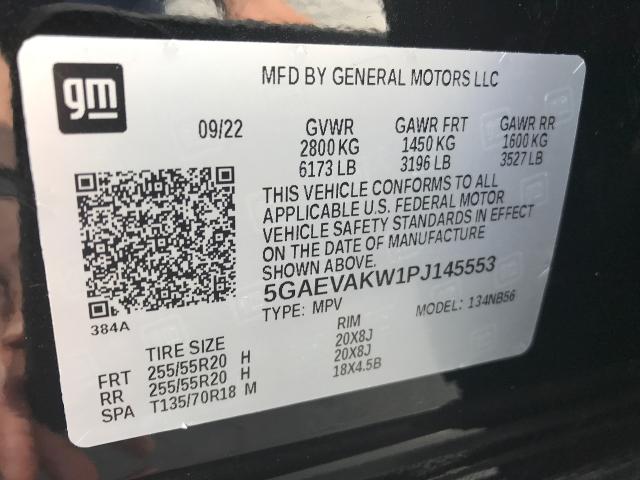 gm
MFD BY GENERAL MOTORS LLC
09/22 GVWR GAWR FRT GAWR RR
2800 KG 1450 KG 1600 KG
6173 LB 3196 LB 3527 LB
THIS VEHICLE CONFORMS TO ALL
APPLICABLE U.S. FEDERAL MOTOR
VEHICLE SAFETY STANDARDS IN EFFECT
ON THE DATE OF MANUFACTURE
SHOWN ABOVE.
5GAEVAKW1PJ145553
TYPE: MPV MODEL: 134NB56
384A
TIRE SIZE RIM
FRT 255/55R20 H 20X8J
RR 255/55R20 H 20X8J
SPA T135/70R18 M 18X4.5B